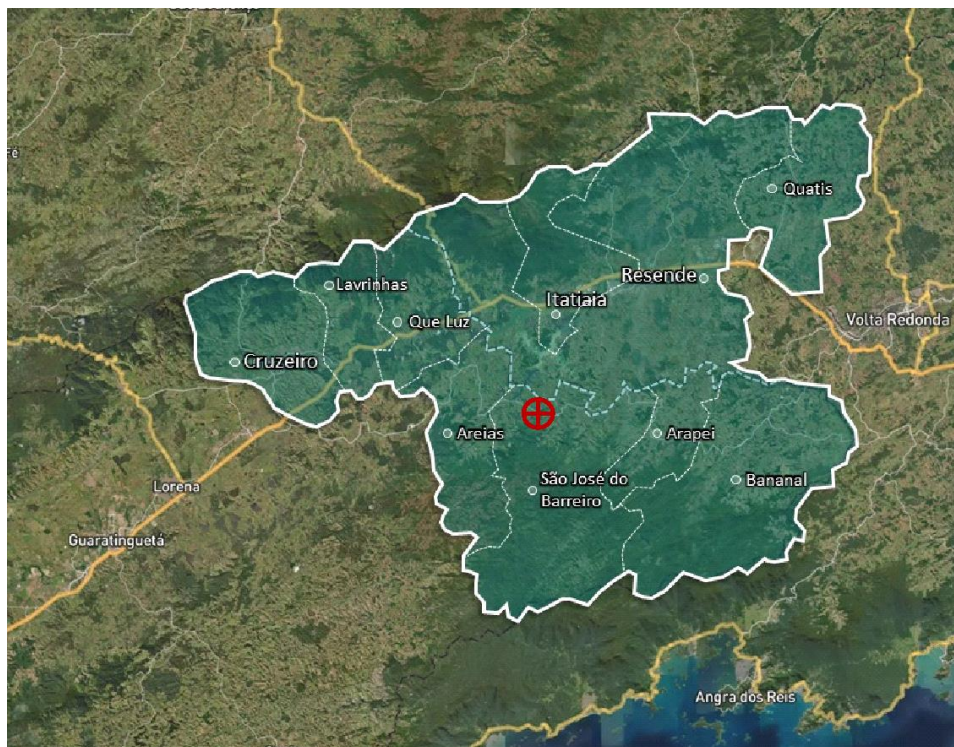 Fé
Quatis
Resende
Lavrinhas
Itatiaia
Que Luz
Volta Redonda
Cruzeiro
Areias
Arapei
São José do
Barreiro
Bananal
Lorena
Guaratinguetá
Angra dos Reis